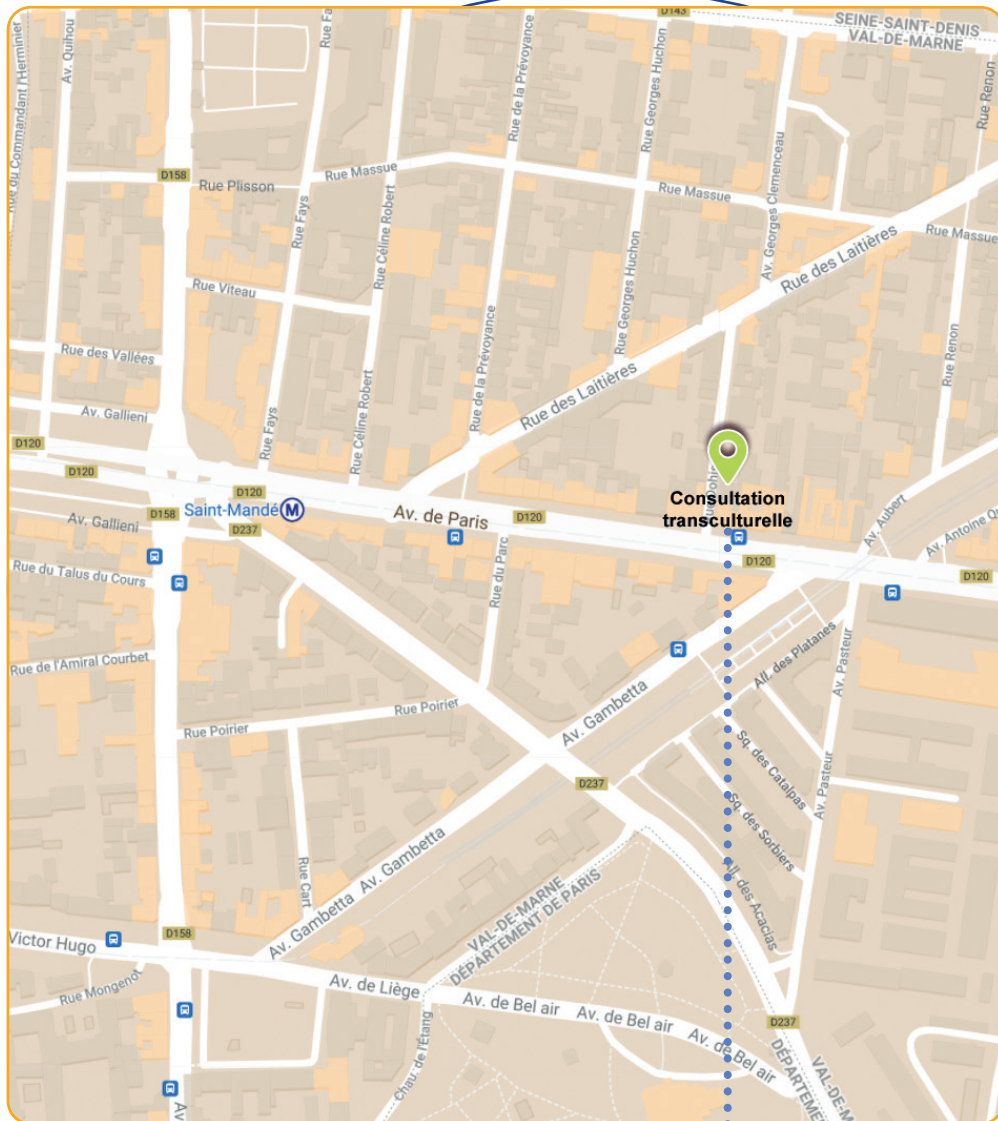 D143
SEINE-SAINT-DENIS
VAL-DE-MARNE
Rue du Commandant l'Herminier
Av. Quihou
Rue de la Prévoyance
Rue Georges Huchon
Rue Renon
Av. Georges Clemenceau
D158
Rue Plisson
Rue Massue
Rue Massue
Rue Massue
Rue Fays
Rue Céline Robert
Rue Georges Huchon
Rue des Laitières
Rue Viteau
Rue de la Prévoyance
Rue des Vallées
Rue Renon
Rue des Laitières
Av. Gallieni
Rue Fays
Rue Céline Robert
D120
D120
D120
Consultation
transculturelle
Saint-Mandé M
Av. de Paris
D120
D158
Av. Gallieni
D237
Av. Aubert
Av. Antoine
D120
D120
Rue du Talus du Cours
Rue du Parc
Rue de l'Amiral Courbet
All. des Platanes
Av. Pasteur
Rue Poirier
Rue Poirier
Av. Gambetta
Sq. des Catalpas
D237
Av. Pasteur
Sq. des Sorbiers
Rue Cart
Av. Gambetta
Av. Gambetta
All. des Acacias
VAL-DE-MARNE
DÉPARTEMENT DE PARIS
D158
Victor Hugo
Rue Mongenot
Av. de Liège
Av. de Bel air
Av. de Bel air
Av. de Bel air
D237
Chau. de l'Étang
DÉPARTEMENT
Av